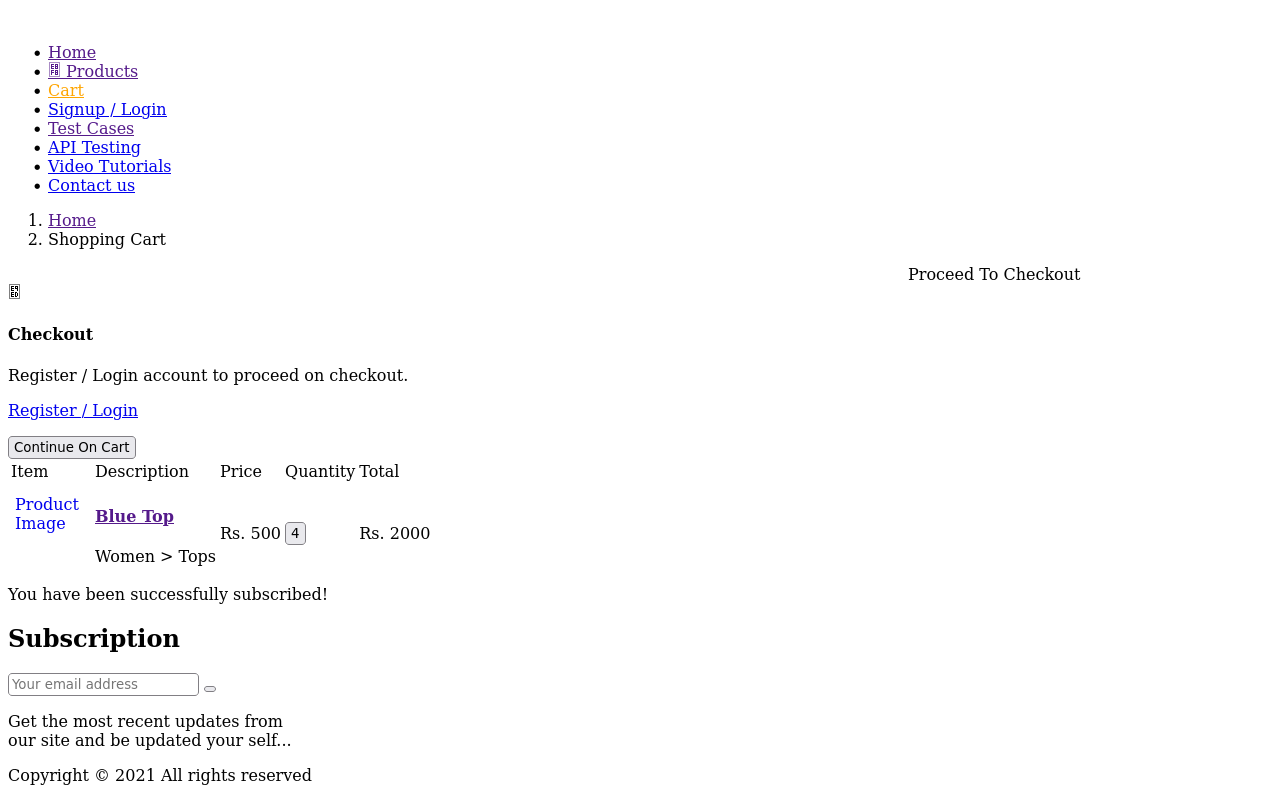 Home
Products
Cart
Signup / Login
Test Cases
API Testing
Video Tutorials
Contact us
1. Home
2. Shopping Cart
Proceed To Checkout
Checkout
Register / Login account to proceed on checkout.
Register / Login
Continue On Cart
Item Description Price Quantity Total
Product
Image
Blue Top
Rs. 500 4 Rs. 2000
Women > Tops
You have been successfully subscribed!
Subscription
Your email address
Get the most recent updates from
our site and be updated your self...
Copyright © 2021 All rights reserved